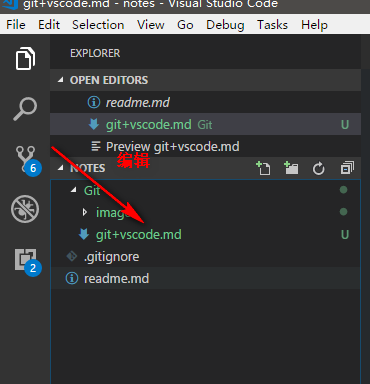 git+vscode.md - notes - Visual Studio Code
File Edit Selection View Go Debug
EXPLORER
OPEN EDITORS
readme.md
git+vscode.md Git U
Preview git+vscode.md
编辑
NOTES
6
Git
image
git+vscode.md U
.gitignore
2
readme.md